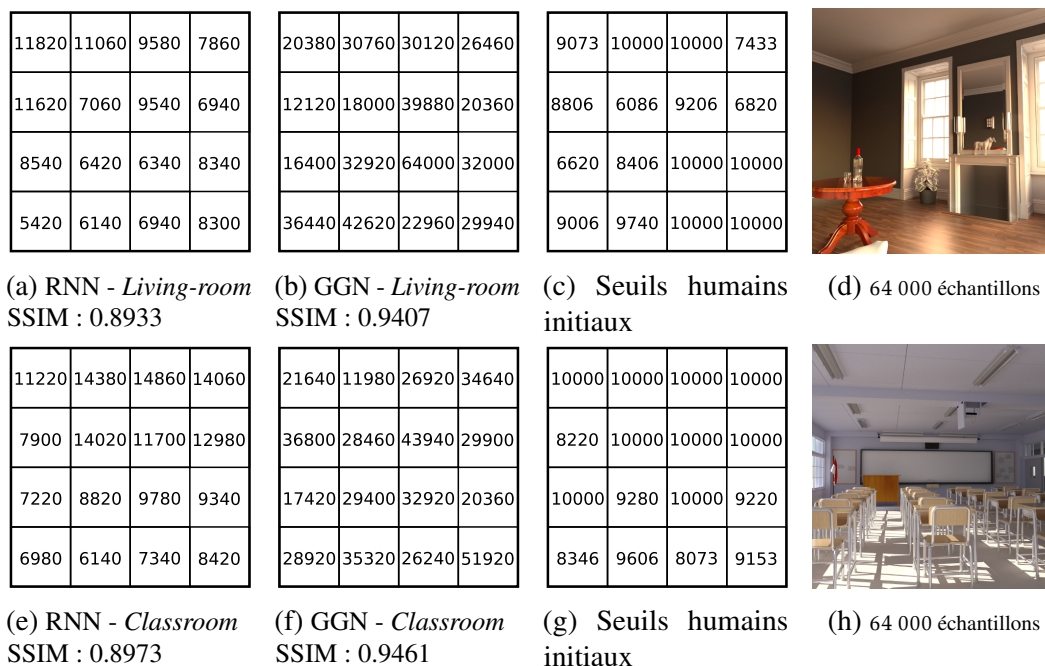 11820 11060 9580 7860
11620 7060 9540 6940
8540 6420 6340 8340
5420 6140 6940 8300
(a) RNN - Living-room
SSIM : 0.8933
20380 30760 30120 26460
12120 18000 39880 20360
16400 32920 64000 32000
36440 42620 22960 29940
(b) GGN - Living-room
SSIM : 0.9407
9073 10000 10000 7433
8806 6086 9206 6820
6620 8406 10000 10000
9006 9740 10000 10000
(c) Seuils humains
initiaux
(d) 64 000 échantillons
11220 14380 14860 14060
7900 14020 11700 12980
7220 8820 9780 9340
6980 6140 7340 8420
(e) RNN - Classroom
SSIM : 0.8973
21640 11980 26920 34640
36800 28460 43940 29900
17420 29400 32920 20360
28920 35320 26240 51920
(f) GGN - Classroom
SSIM : 0.9461
10000 10000 10000 10000
8220 10000 10000 10000
10000 9280 10000 9220
8346 9606 8073 9153
(g) Seuils humains
initiaux
(h) 64 000 échantillons